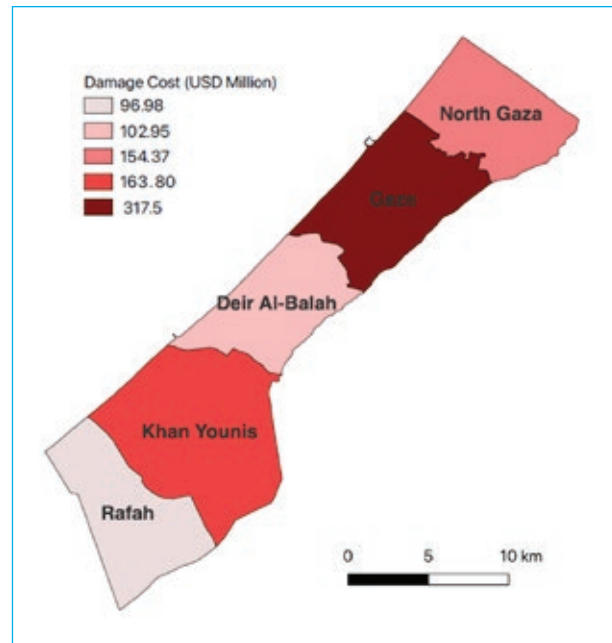 Damage Cost (USD Million)
96.98
102.95
154.37
163.80
317.5
North Gaza
Gaza
Deir Al-Balah
Khan Younis
Rafah
0 5 10 km